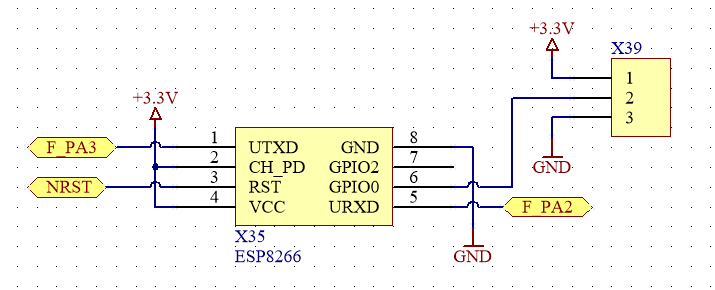 +3.3V
X39
1
2
3
GND
+3.3V
F_PA3
NRST
1 UTXD GND 8
2 CH_PD GPIO2 7
3 RST GPIO0 6
4 VCC URXD 5
F_PA2
X35
ESP8266
GND